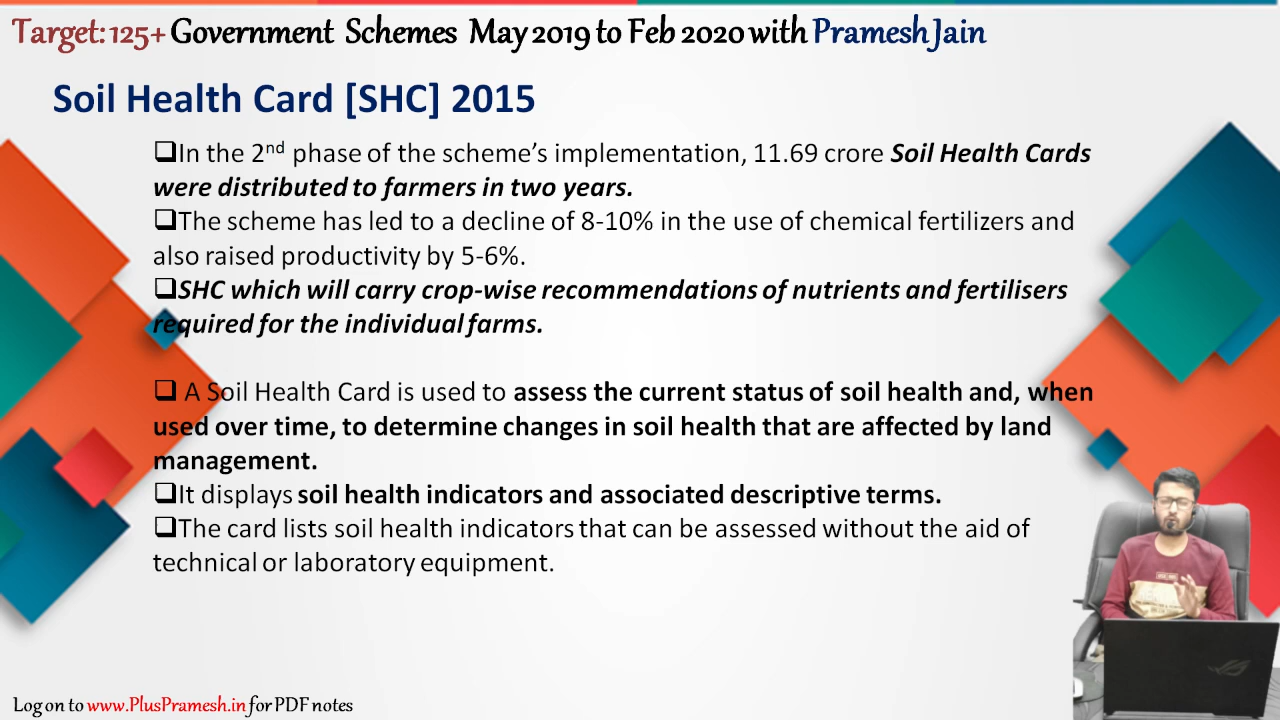 Target: 125+ Government Schemes May 2019 to Feb 2020 with Pramesh Jain
Soil Health Card [SHC] 2015
❑In the 2nd phase of the scheme's implementation, 11.69 crore Soil Health Cards
were distributed to farmers in two years.
❑The scheme has led to a decline of 8-10% in the use of chemical fertilizers and
also raised productivity by 5-6%.
❑SHC which will carry crop-wise recommendations of nutrients and fertilisers
required for the individual farms.
❑ A Soil Health Card is used to assess the current status of soil health and, when
used over time, to determine changes in soil health that are affected by land
management.
❑It displays soil health indicators and associated descriptive terms.
❑The card lists soil health indicators that can be assessed without the aid of
technical or laboratory equipment.
Log on to www.PlusPramesh.in for PDF notes